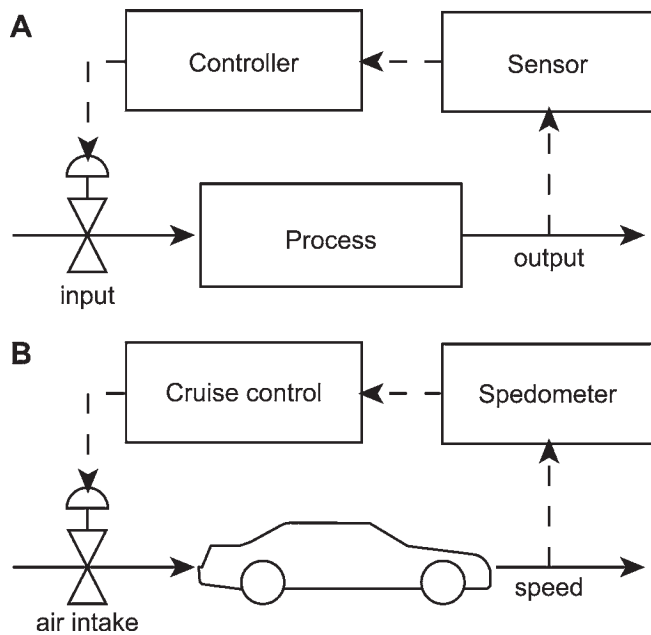 A
Controller
Sensor
Process
output
input
B
Cruise control
Spedometer
speed
air intake